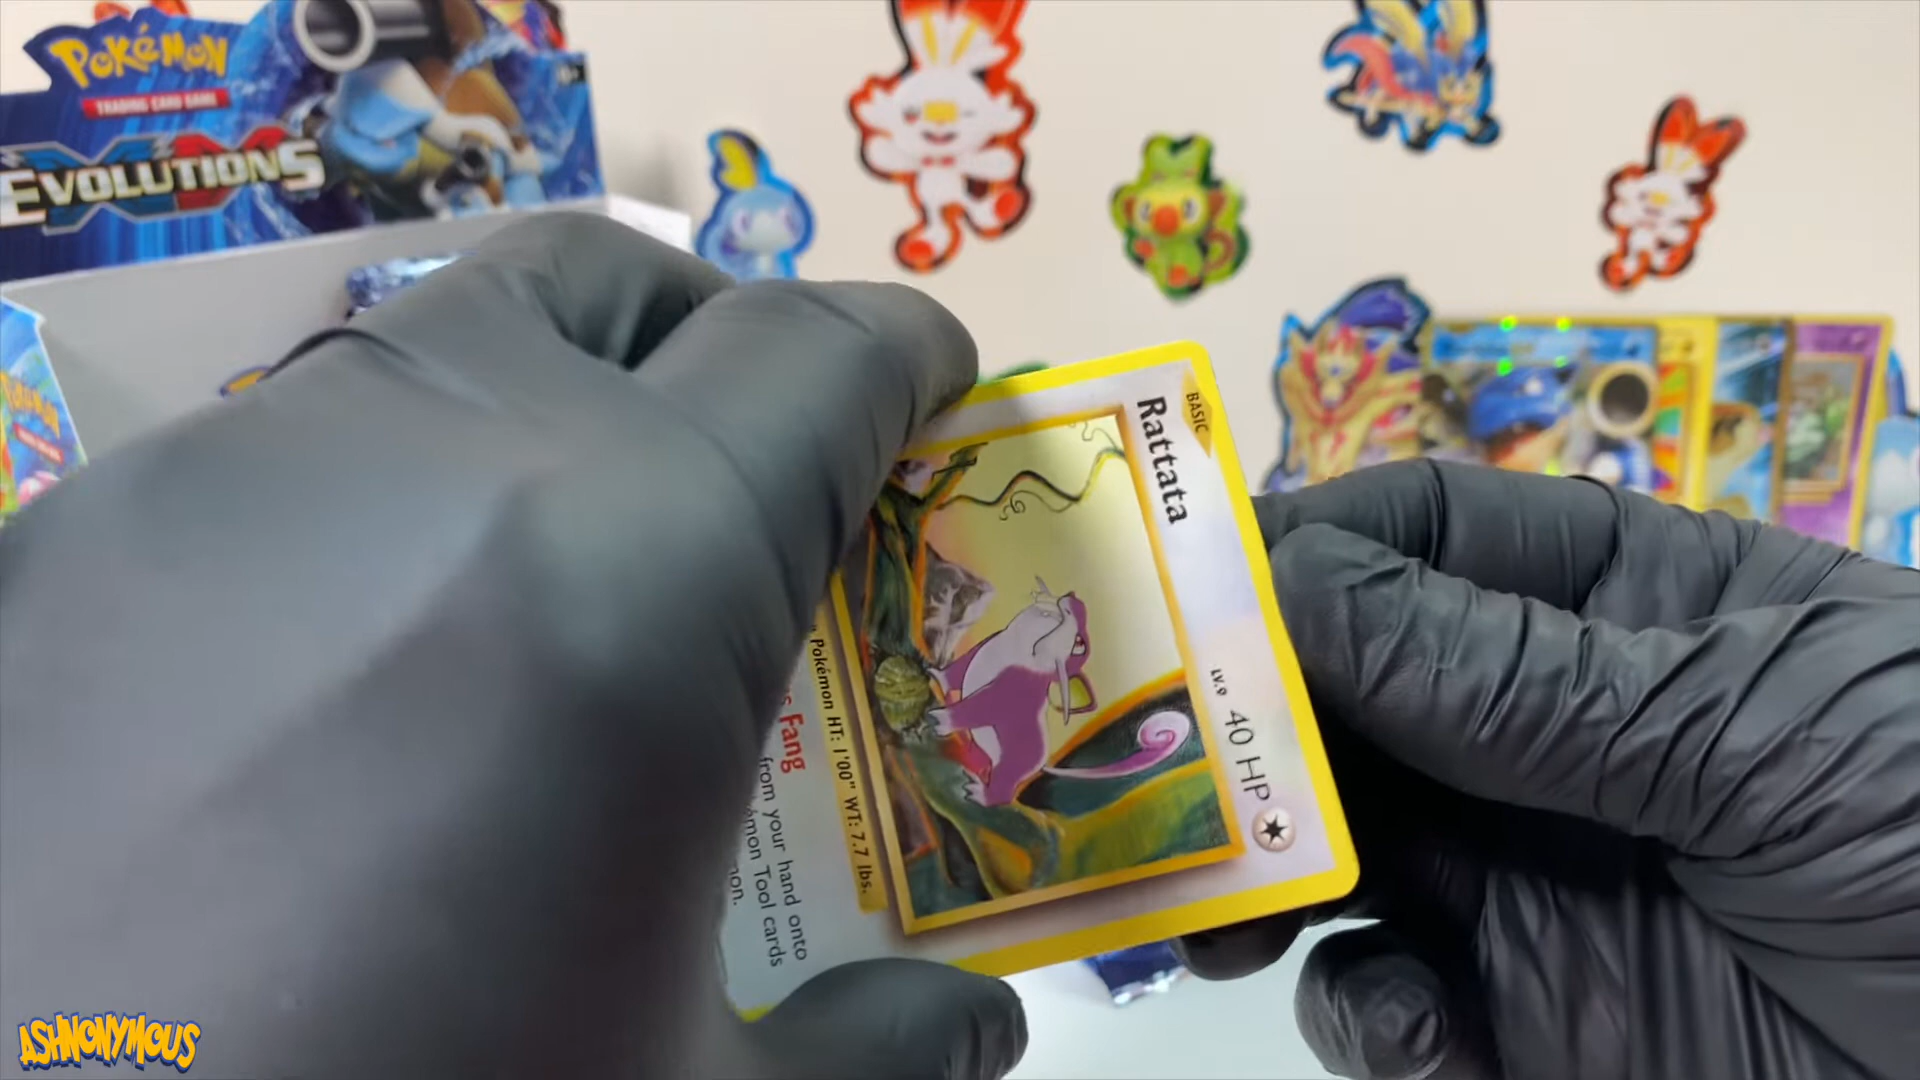 POKéMON
TRADING CARD GAME
XY
EVOLUTIONS
POKéMON
BASIC
Rattata
LV.9 40 HP
Pokémon HT: 1'00" WT: 7.7 lbs.
Fang
from your hand onto
Tool cards
ASHNONYMOUS